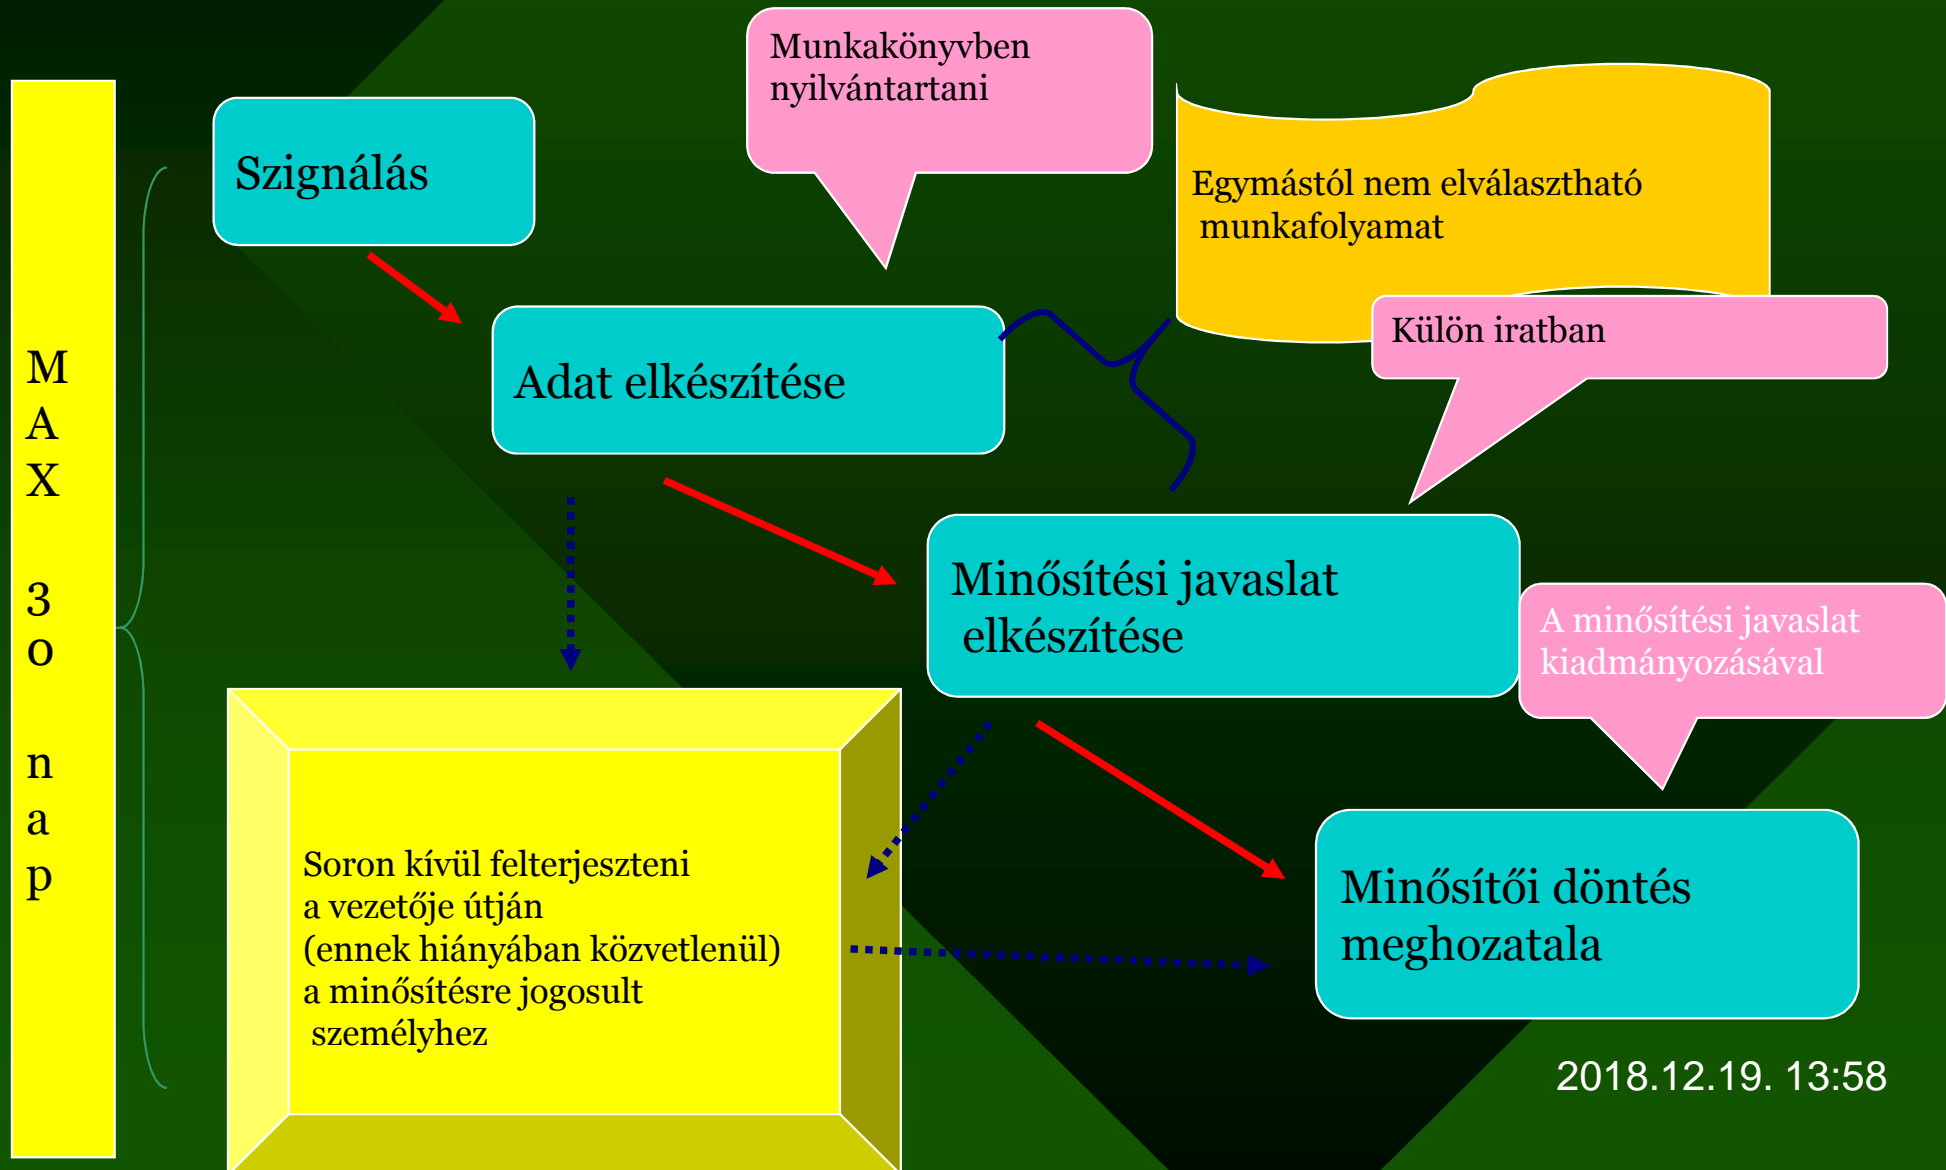 Munkakönyvben
nyilvántartani
Szignálás
Egymástól nem elválasztható
munkafolyamat
Külön iratban
Adat elkészítése
M
A
X
3
0
n
a
p
Minősítési javaslat
elkészítése
A minősítési javaslat
kiadmányozásával
Soron kívül felterjeszteni
a vezetője útján
(ennek hiányában közvetlenül)
a minősítésre jogosult
személyhez
Minősítői döntés
meghozatala
2018.12.19. 13:58